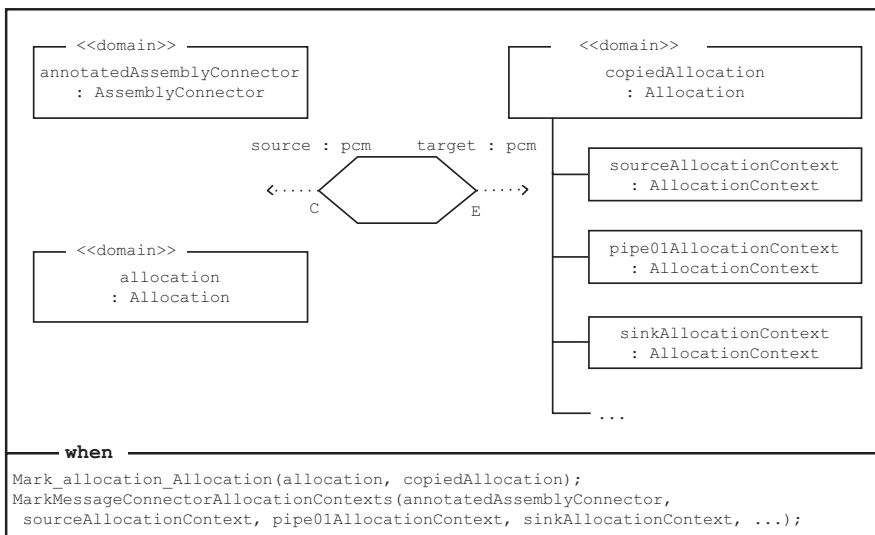 <<domain>>
annotatedAssemblyConnector
: AssemblyConnector
<<domain>>
copiedAllocation
: Allocation
source : pcm
target : pcm
C
E
sourceAllocationContext
: AllocationContext
<<domain>>
allocation
: Allocation
pipe01AllocationContext
: AllocationContext
sinkAllocationContext
: AllocationContext
...
when
Mark_allocation_Allocation(allocation, copiedAllocation);
MarkMessageConnectorAllocationContexts(annotatedAssemblyConnector,
sourceAllocationContext, pipe01AllocationContext, sinkAllocationContext, ...);